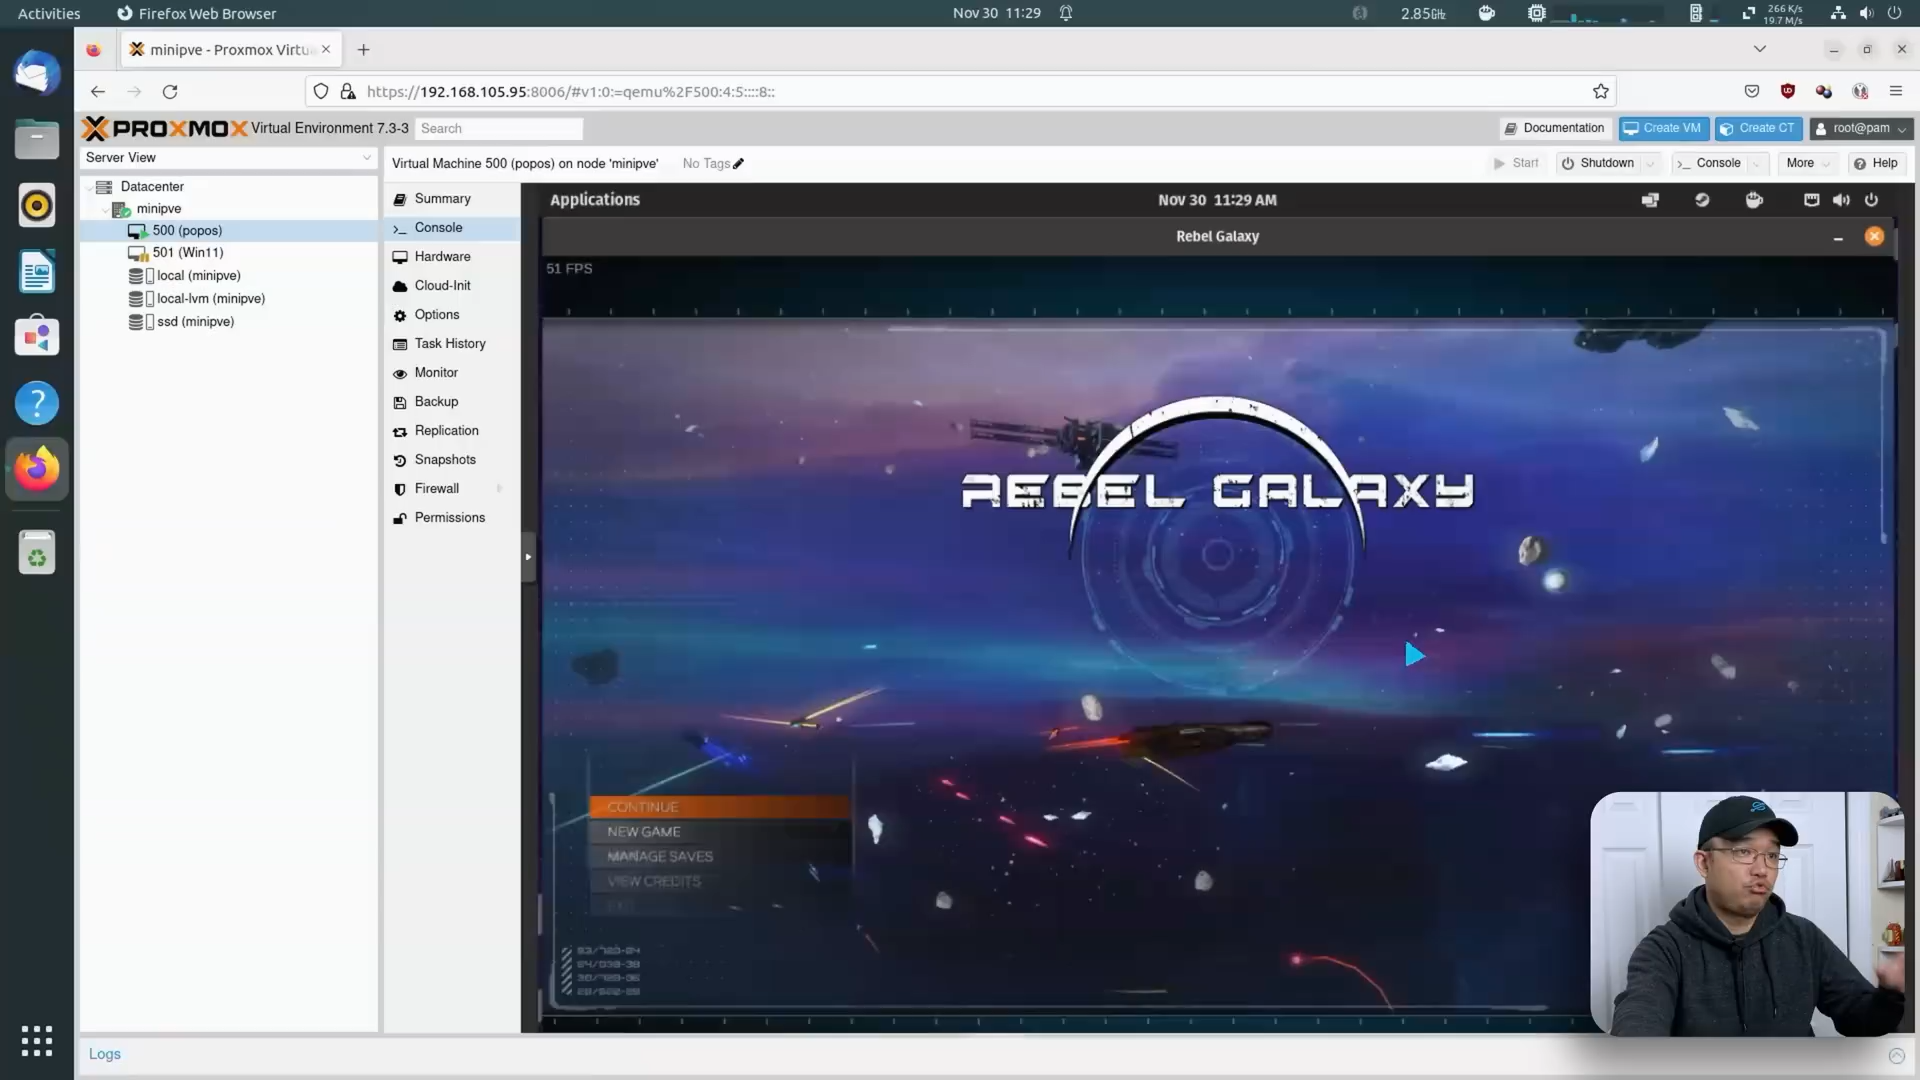 Activities
Firefox Web Browser
Nov 30 11:29
2.85GHz
266 K/s
19.7 M/s
minipve - Proxmox Virtu
https://192.168.105.95:8006/#v1:0:=qemu%2F500:4:5::::8::
PROXMOX Virtual Environment 7.3-3
Search
Documentation
Create VM
Create CT
root@pam
Server View
Virtual Machine 500 (popos) on node 'minipve'
No Tags
Start
Shutdown
Console
More
Help
Datacenter
minipve
500 (popos)
501 (Win11)
local (minipve)
local-lvm (minipve)
ssd (minipve)
Summary
Console
Hardware
Cloud-Init
Options
Task History
Monitor
Backup
Replication
Snapshots
Firewall
Permissions
Applications
Nov 30 11:29 AM
Rebel Galaxy
51 FPS
REBEL GALAXY
CONTINUE
NEW GAME
MANAGE SAVES
VIEW CREDITS
Logs